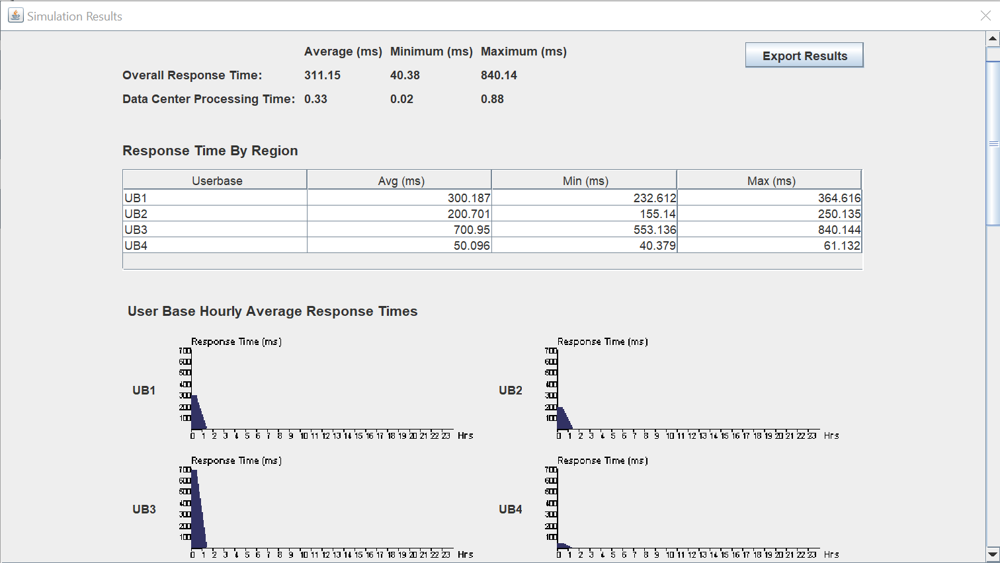 Simulation Results
Average (ms) Minimum (ms) Maximum (ms)
Export Results
Overall Response Time: 311.15 40.38 840.14
Data Center Processing Time: 0.33 0.02 0.88
Response Time By Region
Userbase Avg (ms) Min (ms) Max (ms)
UB1 300.187 232.612 364.616
UB2 200.701 155.14 250.135
UB3 700.95 553.136 840.144
UB4 50.096 40.379 61.132
User Base Hourly Average Response Times
UB1
Response Time (ms)
700
600
500
400
300
200
100
0 1 2 3 4 5 6 7 8 9 10 11 12 13 14 15 16 17 18 19 20 21 22 23 Hrs
UB2
Response Time (ms)
700
600
500
400
300
200
100
0 1 2 3 4 5 6 7 8 9 10 11 12 13 14 15 16 17 18 19 20 21 22 23 Hrs
UB3
Response Time (ms)
700
600
500
400
300
200
100
0 1 2 3 4 5 6 7 8 9 10 11 12 13 14 15 16 17 18 19 20 21 22 23 Hrs
UB4
Response Time (ms)
700
600
500
400
300
200
100
0 1 2 3 4 5 6 7 8 9 10 11 12 13 14 15 16 17 18 19 20 21 22 23 Hrs